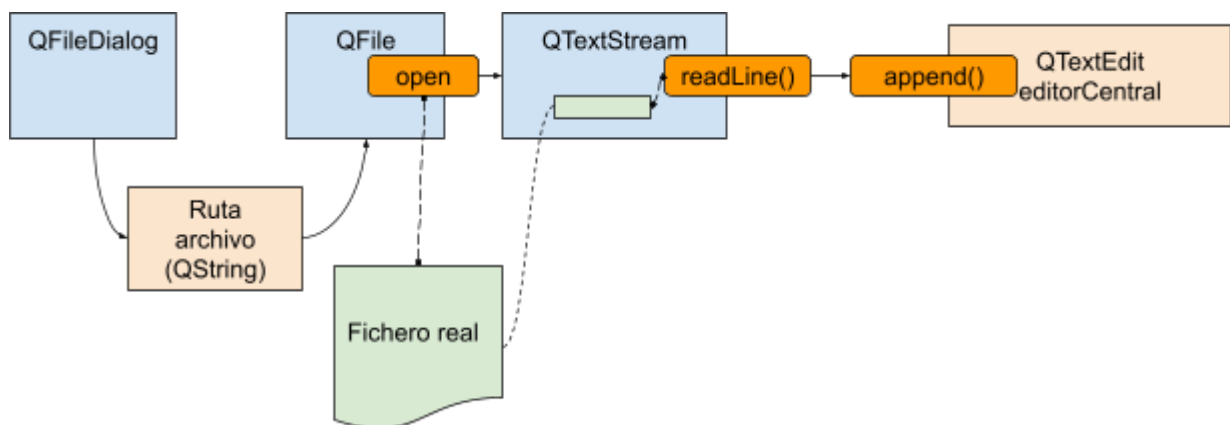 QFileDialog
QFile
open
QTextStream
readLine()
append()
QTextEdit
editorCentral
Ruta
archivo
(QString)
Fichero real